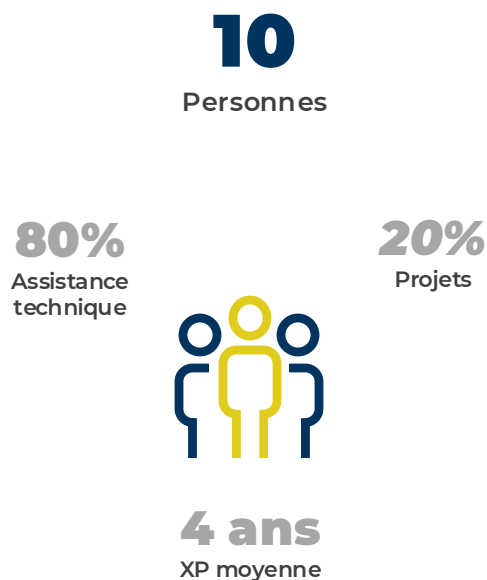 10
Personnes
80%
Assistance
technique
20%
Projets
4 ans
XP moyenne